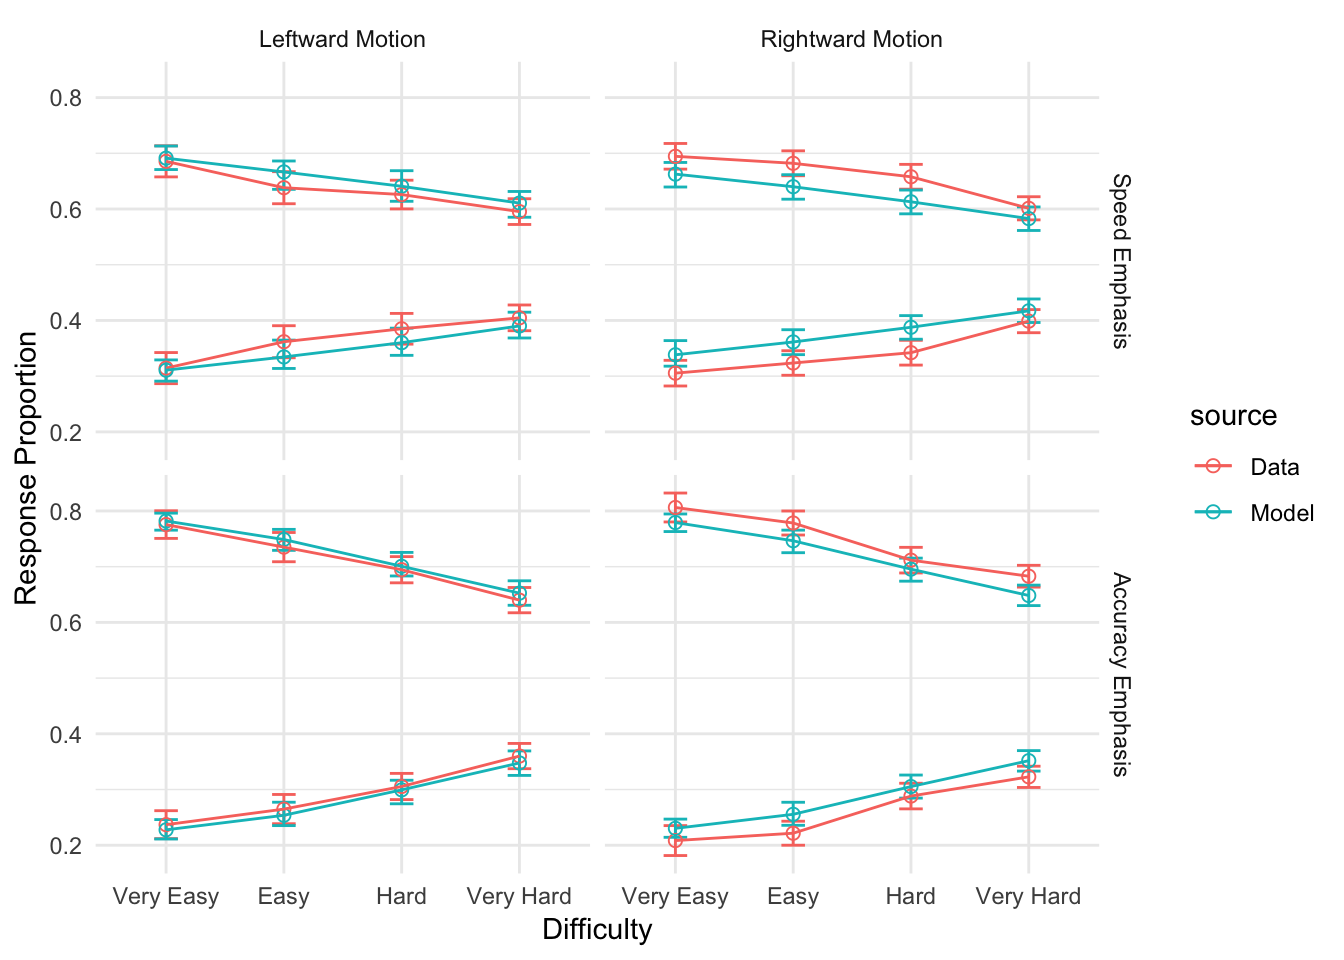 Leftward Motion
Rightward Motion
0.8
0.6
0.4
0.2
Speed Emphasis
0.8
0.6
0.4
0.2
Accuracy Emphasis
Response Proportion
Very Easy
Easy
Hard
Very Hard
Very Easy
Easy
Hard
Very Hard
Difficulty
source
Data
Model